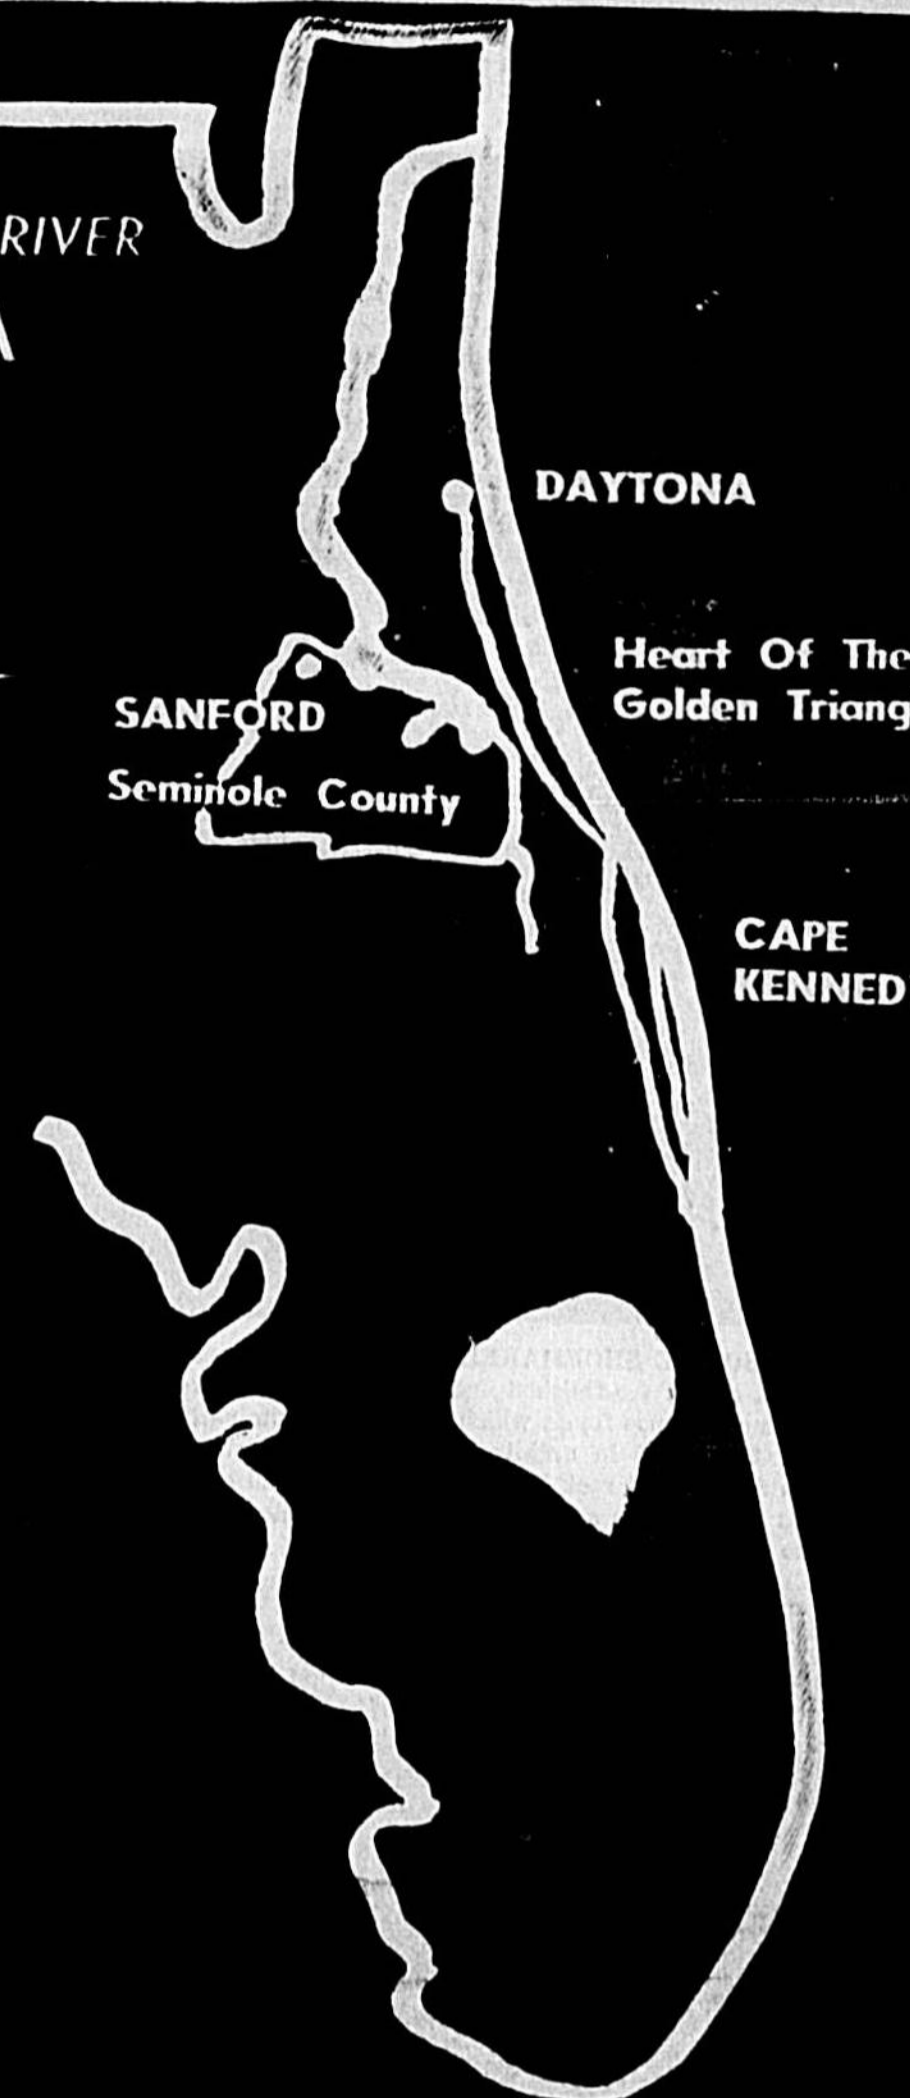 RIVER
DAYTONA
Heart Of The
Golden Triang
SANFORD
Seminole County
CAPE
KENNED